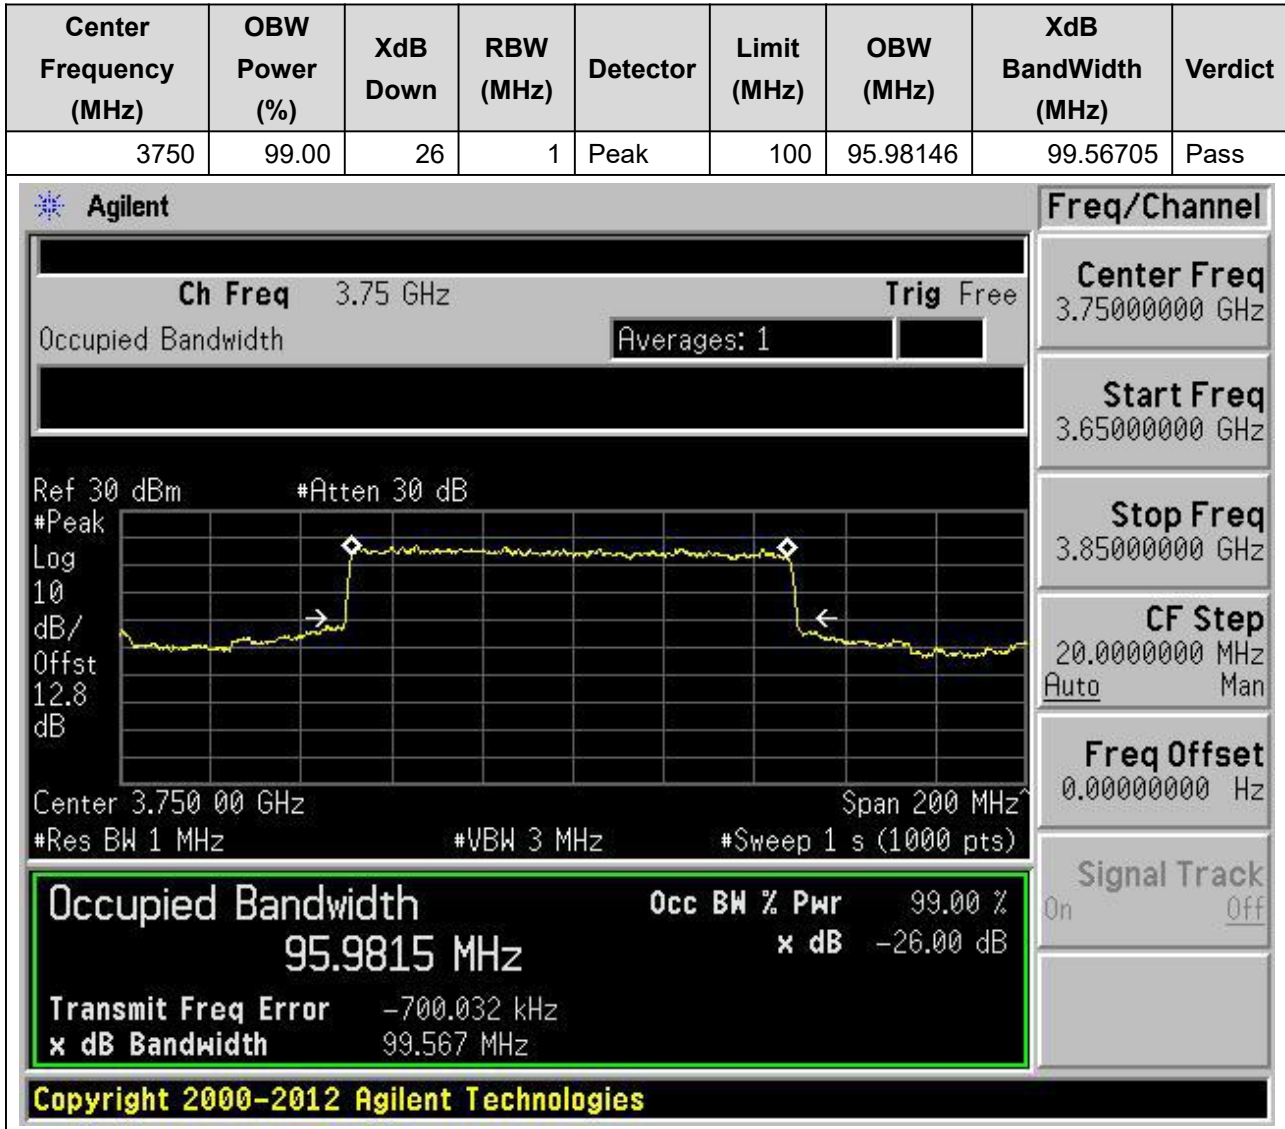 Center Frequency (MHz) OBW Power (%) XdB Down RBW (MHz) Detector Limit (MHz) OBW (MHz) XdB BandWidth (MHz) Verdict
3750 99.00 26 1 Peak 100 95.98146 99.56705 Pass
Agilent
Freq/Channel
Ch Freq 3.75 GHz Trig Free
Occupied Bandwidth Averages: 1
Center Freq
3.75000000 GHz
Start Freq
3.65000000 GHz
Stop Freq
3.85000000 GHz
CF Step
20.0000000 MHz
Auto Man
Freq Offset
0.00000000 Hz
Signal Track
On Off
Ref 30 dBm #Atten 30 dB
#Peak
Log
10
dB/
Offst
12.8
dB
Center 3.750 00 GHz Span 200 MHz^
#Res BW 1 MHz #VBW 3 MHz #Sweep 1 s (1000 pts)
Occupied Bandwidth Occ BW % Pwr 99.00 %
95.9815 MHz x dB -26.00 dB
Transmit Freq Error -700.032 kHz
x dB Bandwidth 99.567 MHz
Copyright 2000-2012 Agilent Technologies